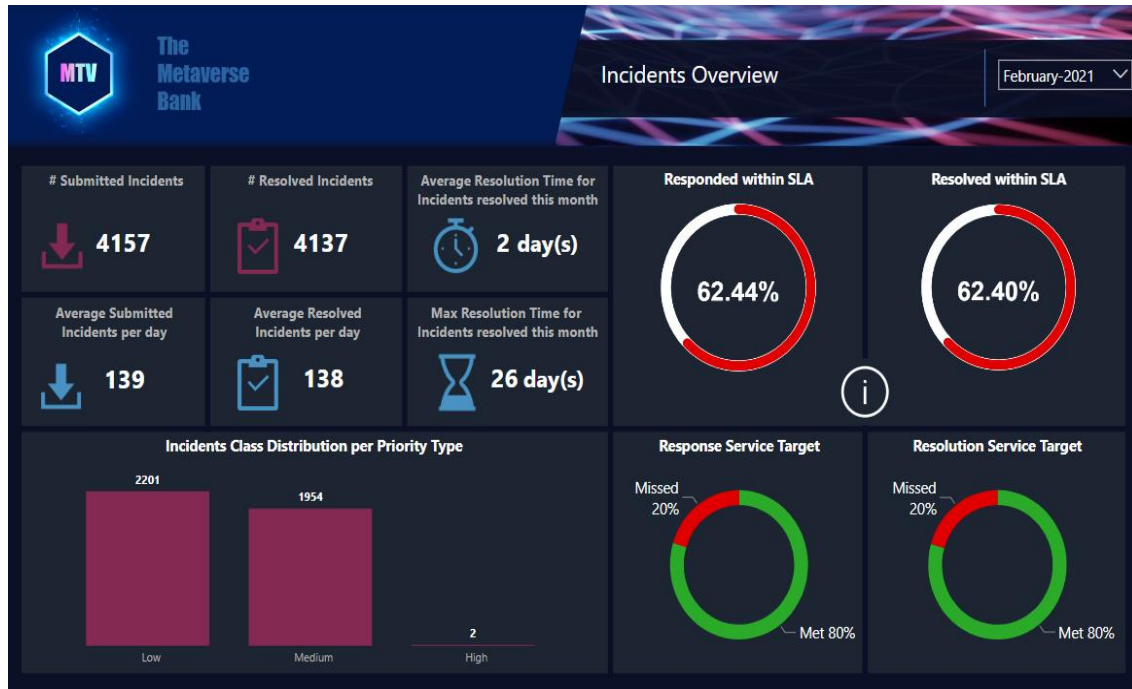 MTV
The
Metaverse
Bank
Incidents Overview
February-2021
# Submitted Incidents
4157
# Resolved Incidents
4137
Average Resolution Time for
Incidents resolved this month
2 day(s)
Responded within SLA
62.44%
Resolved within SLA
62.40%
Average Submitted
Incidents per day
139
Average Resolved
Incidents per day
138
Max Resolution Time for
Incidents resolved this month
26 day(s)
i
Incidents Class Distribution per Priority Type
2201
1954
2
Low
Medium
High
Response Service Target
Missed
20%
Met 80%
Resolution Service Target
Missed
20%
Met 80%